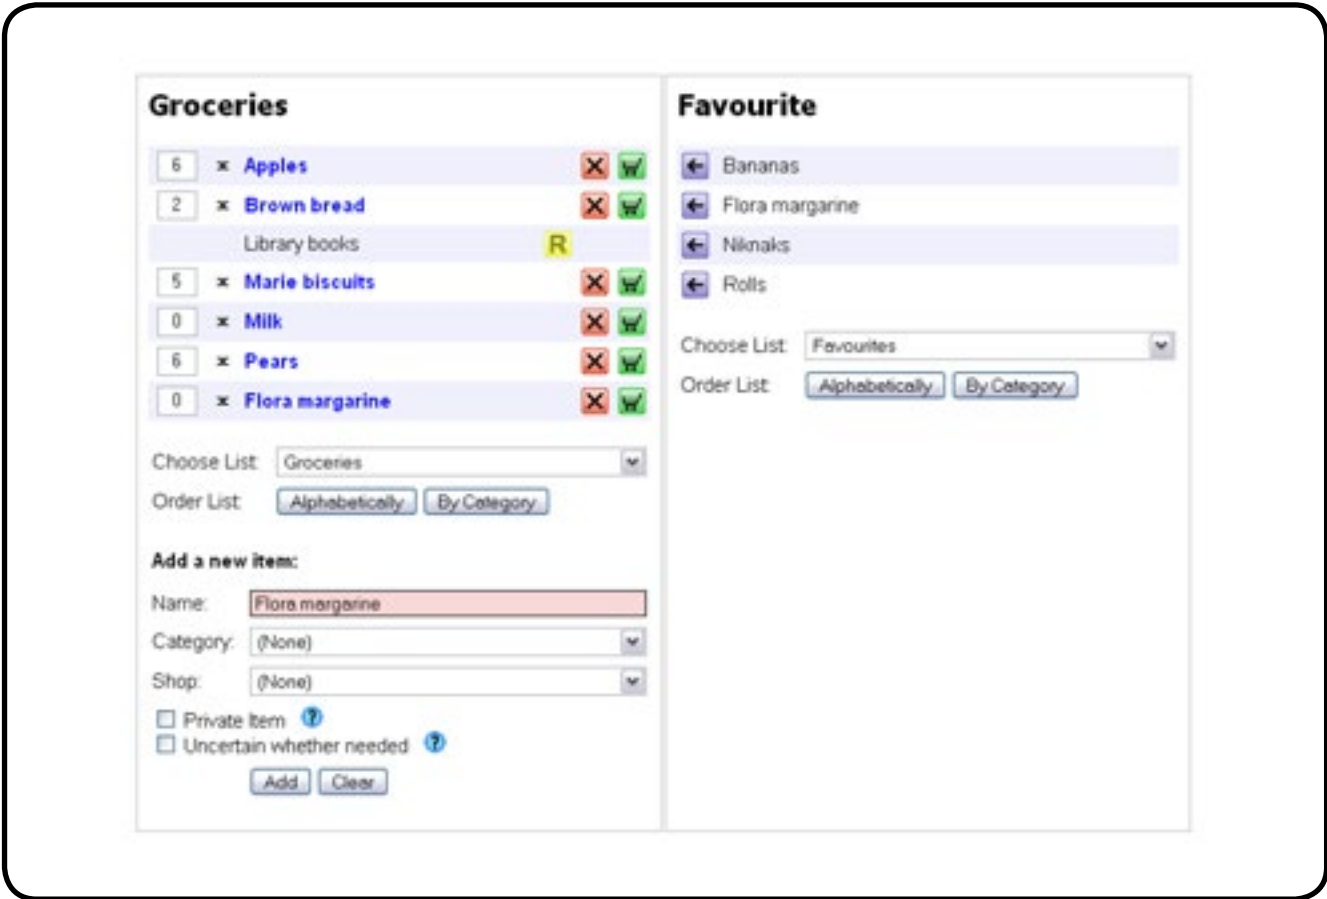 Groceries
6 x Apples
2 x Brown bread
Library books R
5 x Marie biscuits
0 x Milk
6 x Pears
0 x Flora margarine
Choose List: Groceries
Order List: Alphabetically By Category
Add a new item:
Name: Flora margarine
Category: (None)
Shop: (None)
Private Item ?
Uncertain whether needed ?
Add Clear
Favourite
Bananas
Flora margarine
Niknaks
Rolls
Choose List: Favourites
Order List: Alphabetically By Category